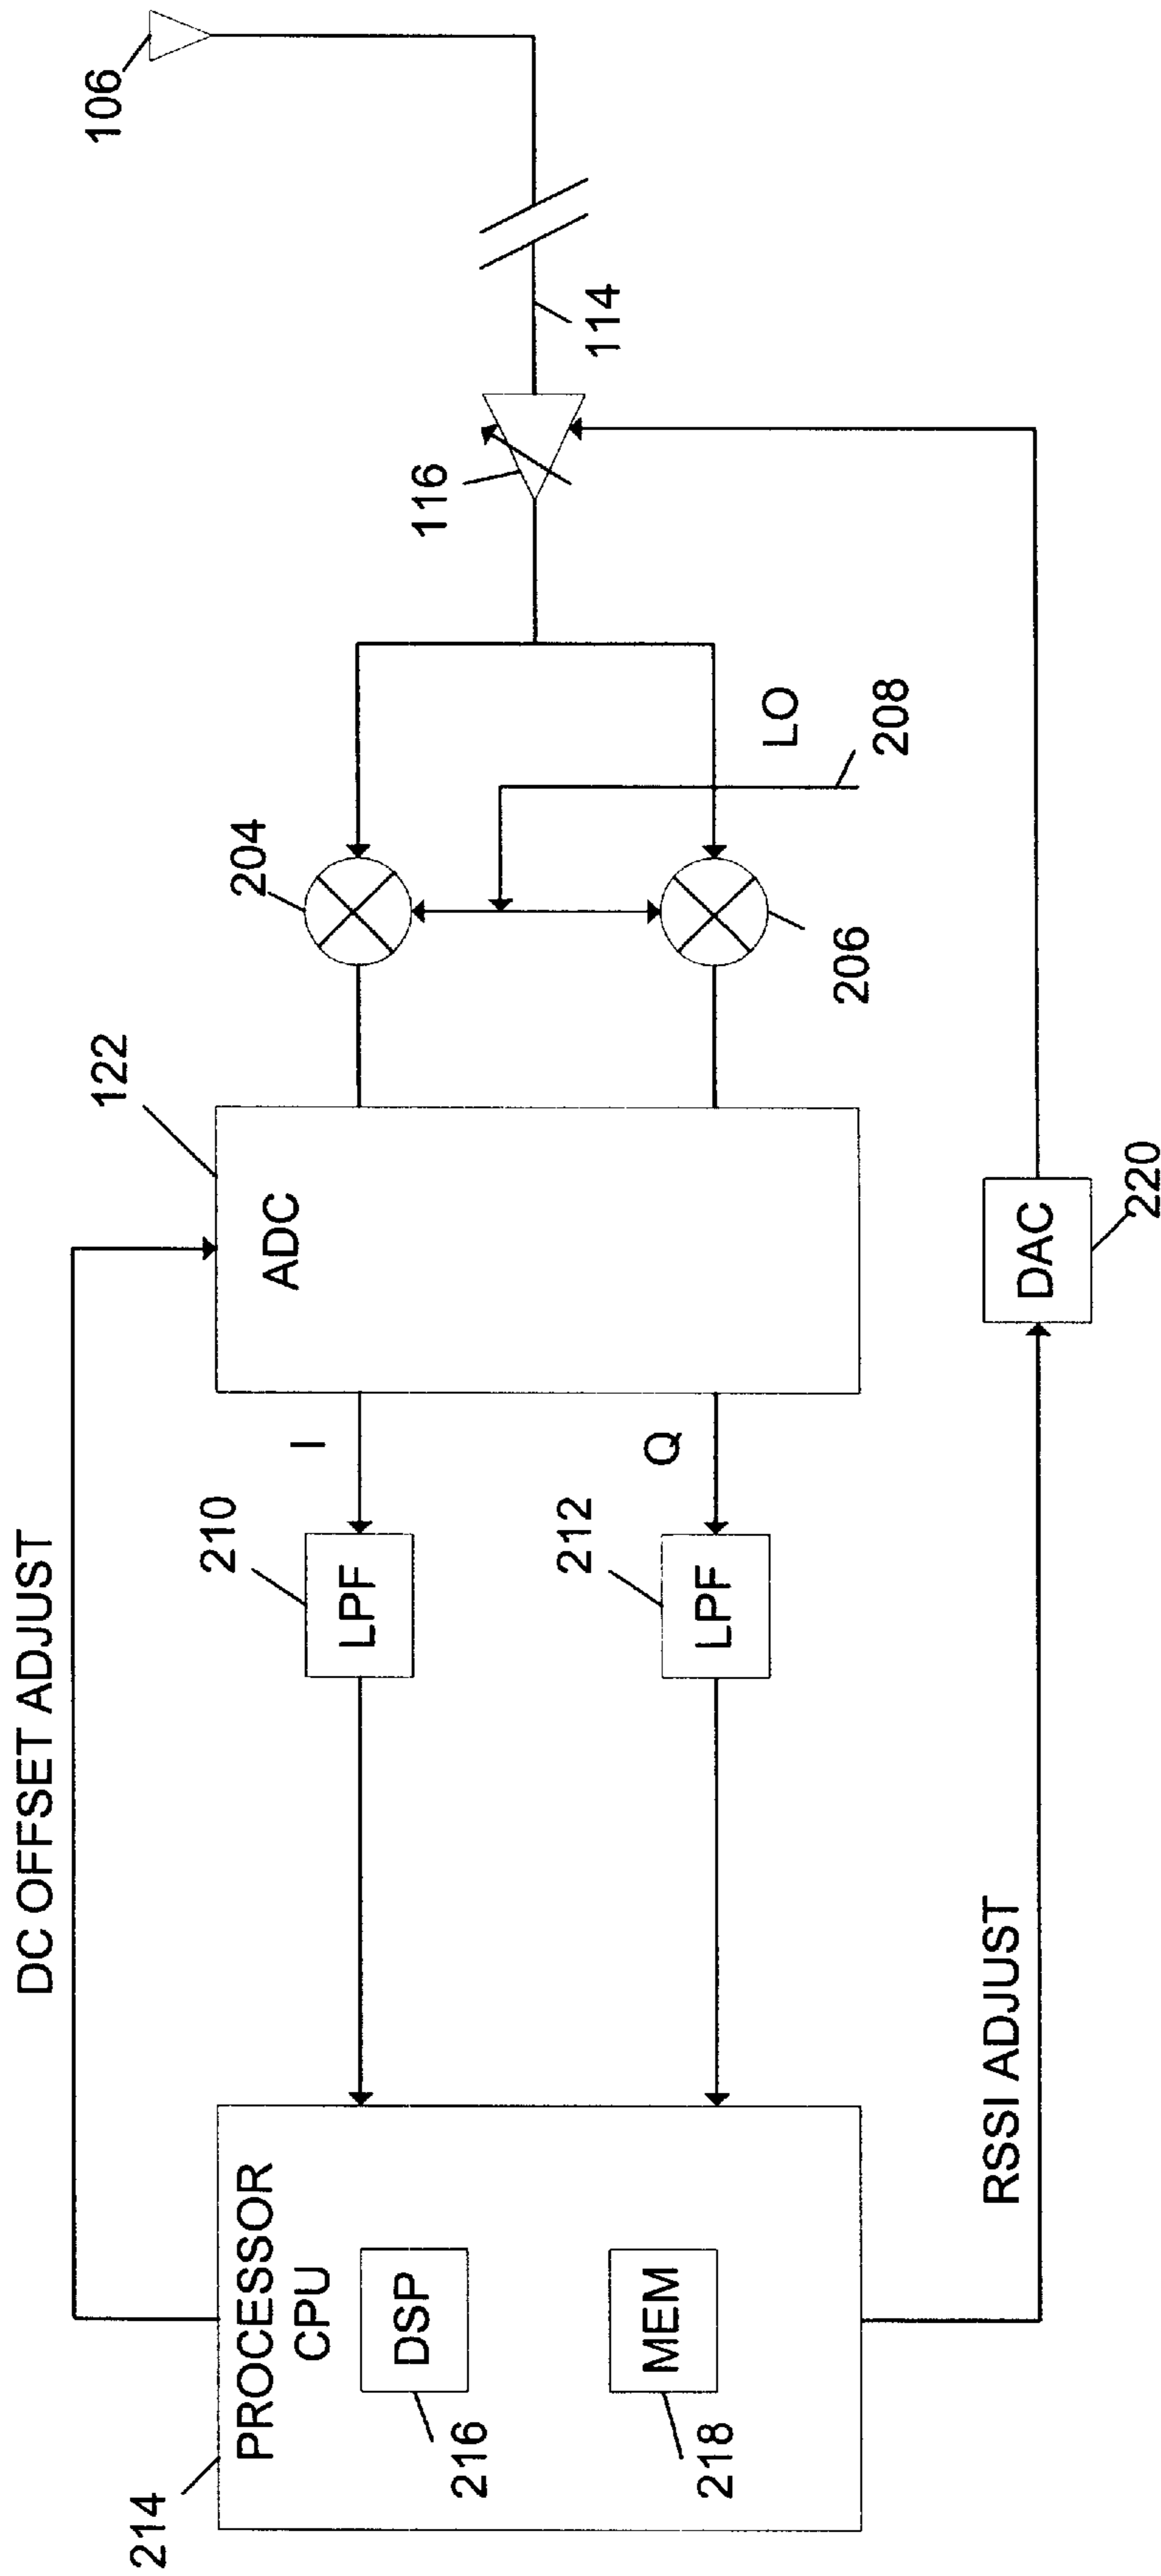 DC OFFSET ADJUST
214
PROCESSOR
CPU
DSP
216
MEM
218
210
LPF
I
212
LPF
Q
122
ADC
204
206
LO
208
116
114
106
RSSI ADJUST
DAC
220